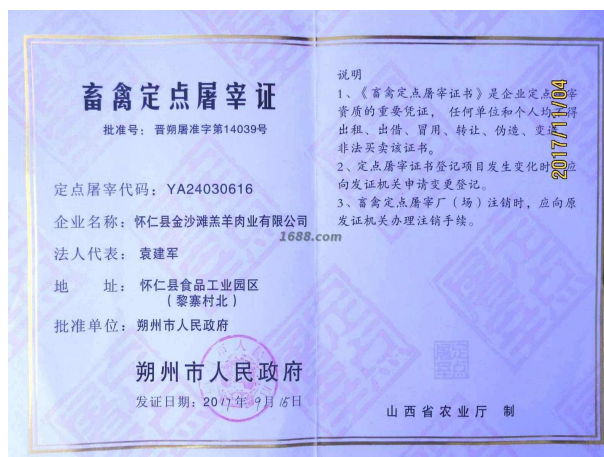 畜禽定点屠宰证
批准号：晋朔屠准字第14039号
定点屠宰代码：YA24030616
企业名称：怀仁县金沙滩羔羊肉业有限公司
法人代表：袁建军
地 址：怀仁县食品工业园区
（黎寨村北）
批准单位：朔州市人民政府
朔州市人民政府
发证日期：2017年9月15日
说明
1、《畜禽定点屠宰证书》是企业定点 宰
资质的重要凭证， 任何单位和个人均 得
出租、出借、冒用、转让、伪造、变造
非法买卖该证书。
2、定点屠宰证书登记项目发生变化时 应
向发证机关申请变更登记。
3、畜禽定点屠宰厂（场）注销时，应向原
发证机关办理注销手续。
山西省农业厅 制
2017/11/04
1688.com